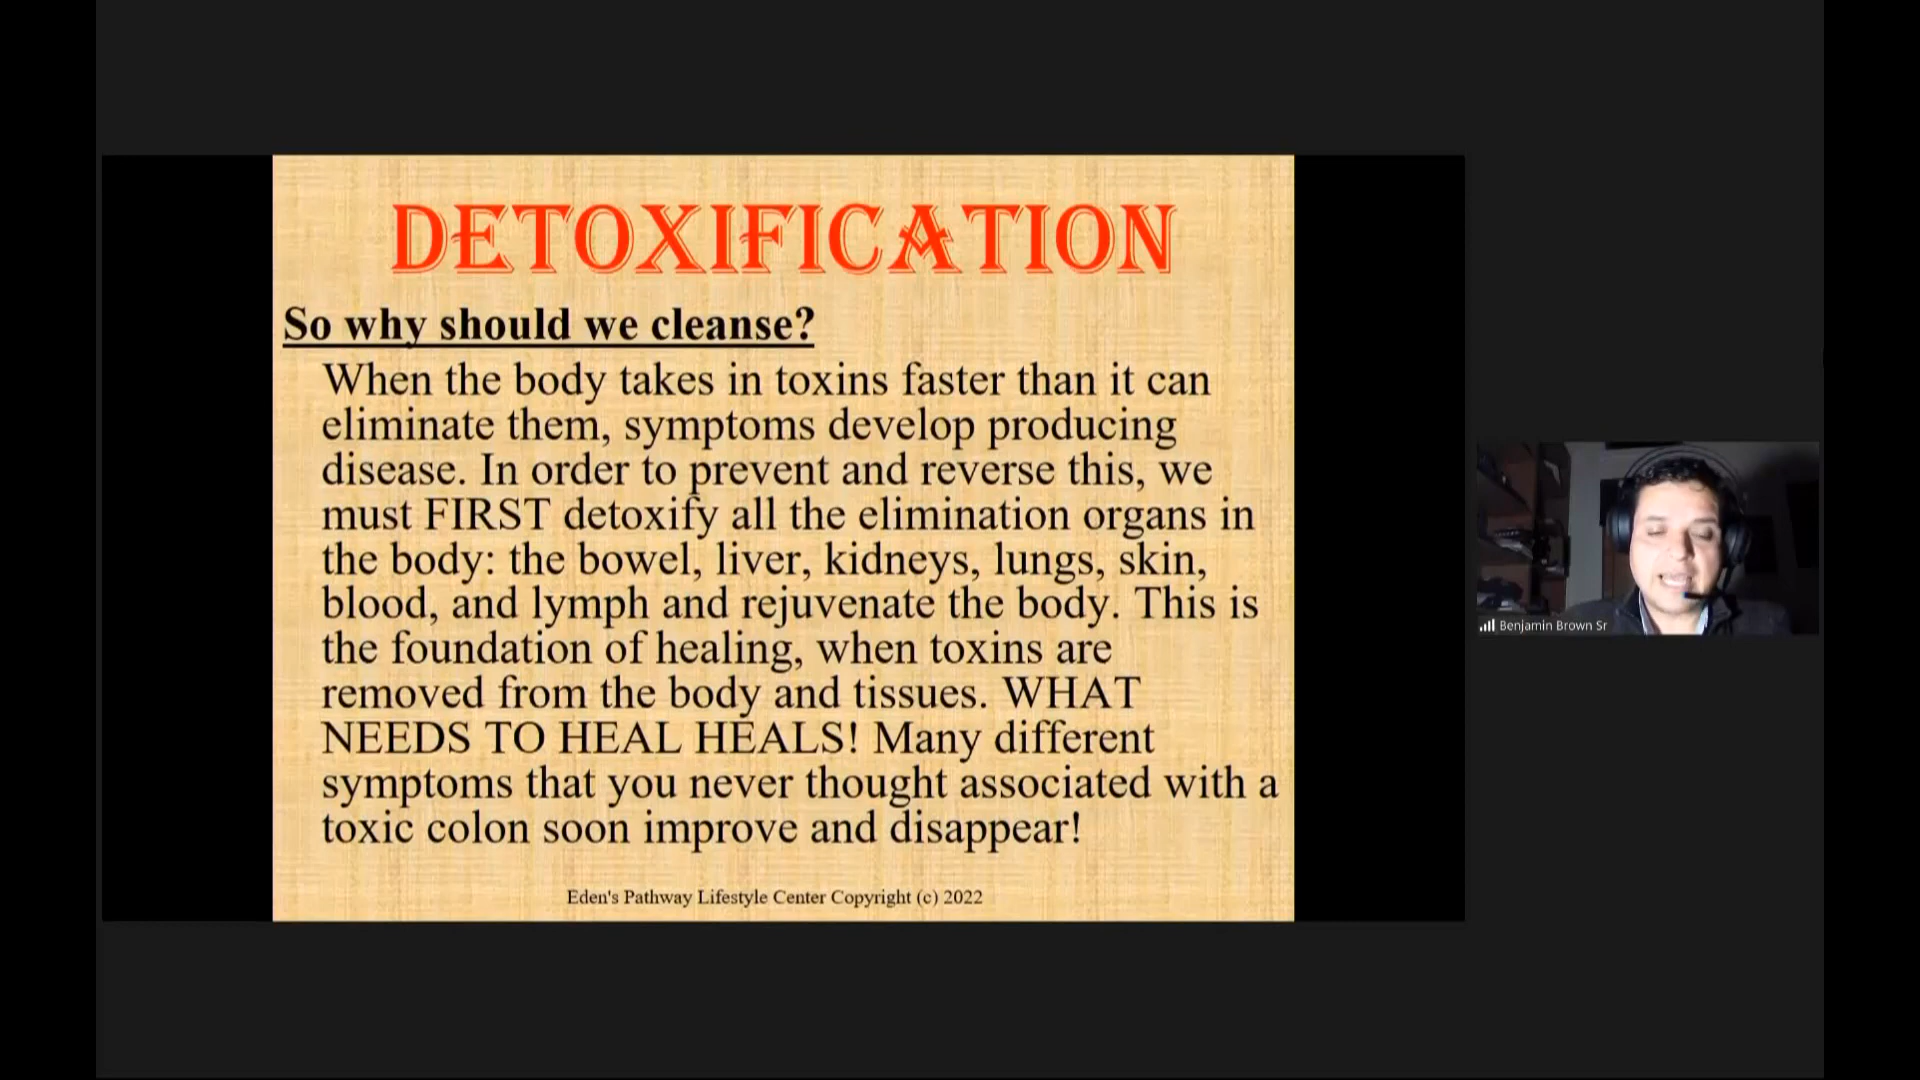 DETOXIFICATION
So why should we cleanse?
When the body takes in toxins faster than it can
eliminate them, symptoms develop producing
disease. In order to prevent and reverse this, we
must FIRST detoxify all the elimination organs in
the body: the bowel, liver, kidneys, lungs, skin,
blood, and lymph and rejuvenate the body. This is
the foundation of healing, when toxins are
removed from the body and tissues. WHAT
NEEDS TO HEAL HEALS! Many different
symptoms that you never thought associated with a
toxic colon soon improve and disappear!
Eden's Pathway Lifestyle Center Copyright (c) 2022
Benjamin Brown Sr